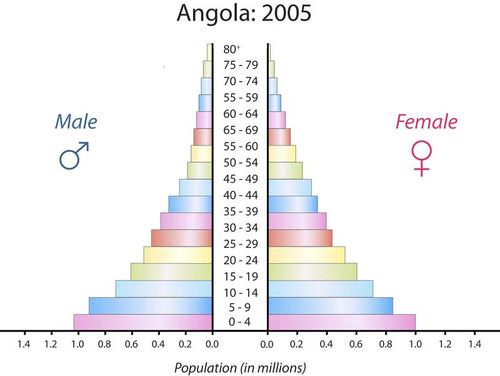 Angola: 2005
80+
75 - 79
70 - 74
55 - 59
60 - 64
65 - 69
55 - 60
50 - 54
45 - 49
40 - 44
35 - 39
30 - 34
25 - 29
20 - 24
15 - 19
10 - 14
5 - 9
0 - 4
Male
♂
Female
♀
1.4 1.2 1.0 0.8 0.6 0.4 0.2 0.0
0.0 0.2 0.4 0.6 0.8 1.0 1.2 1.4
Population (in millions)